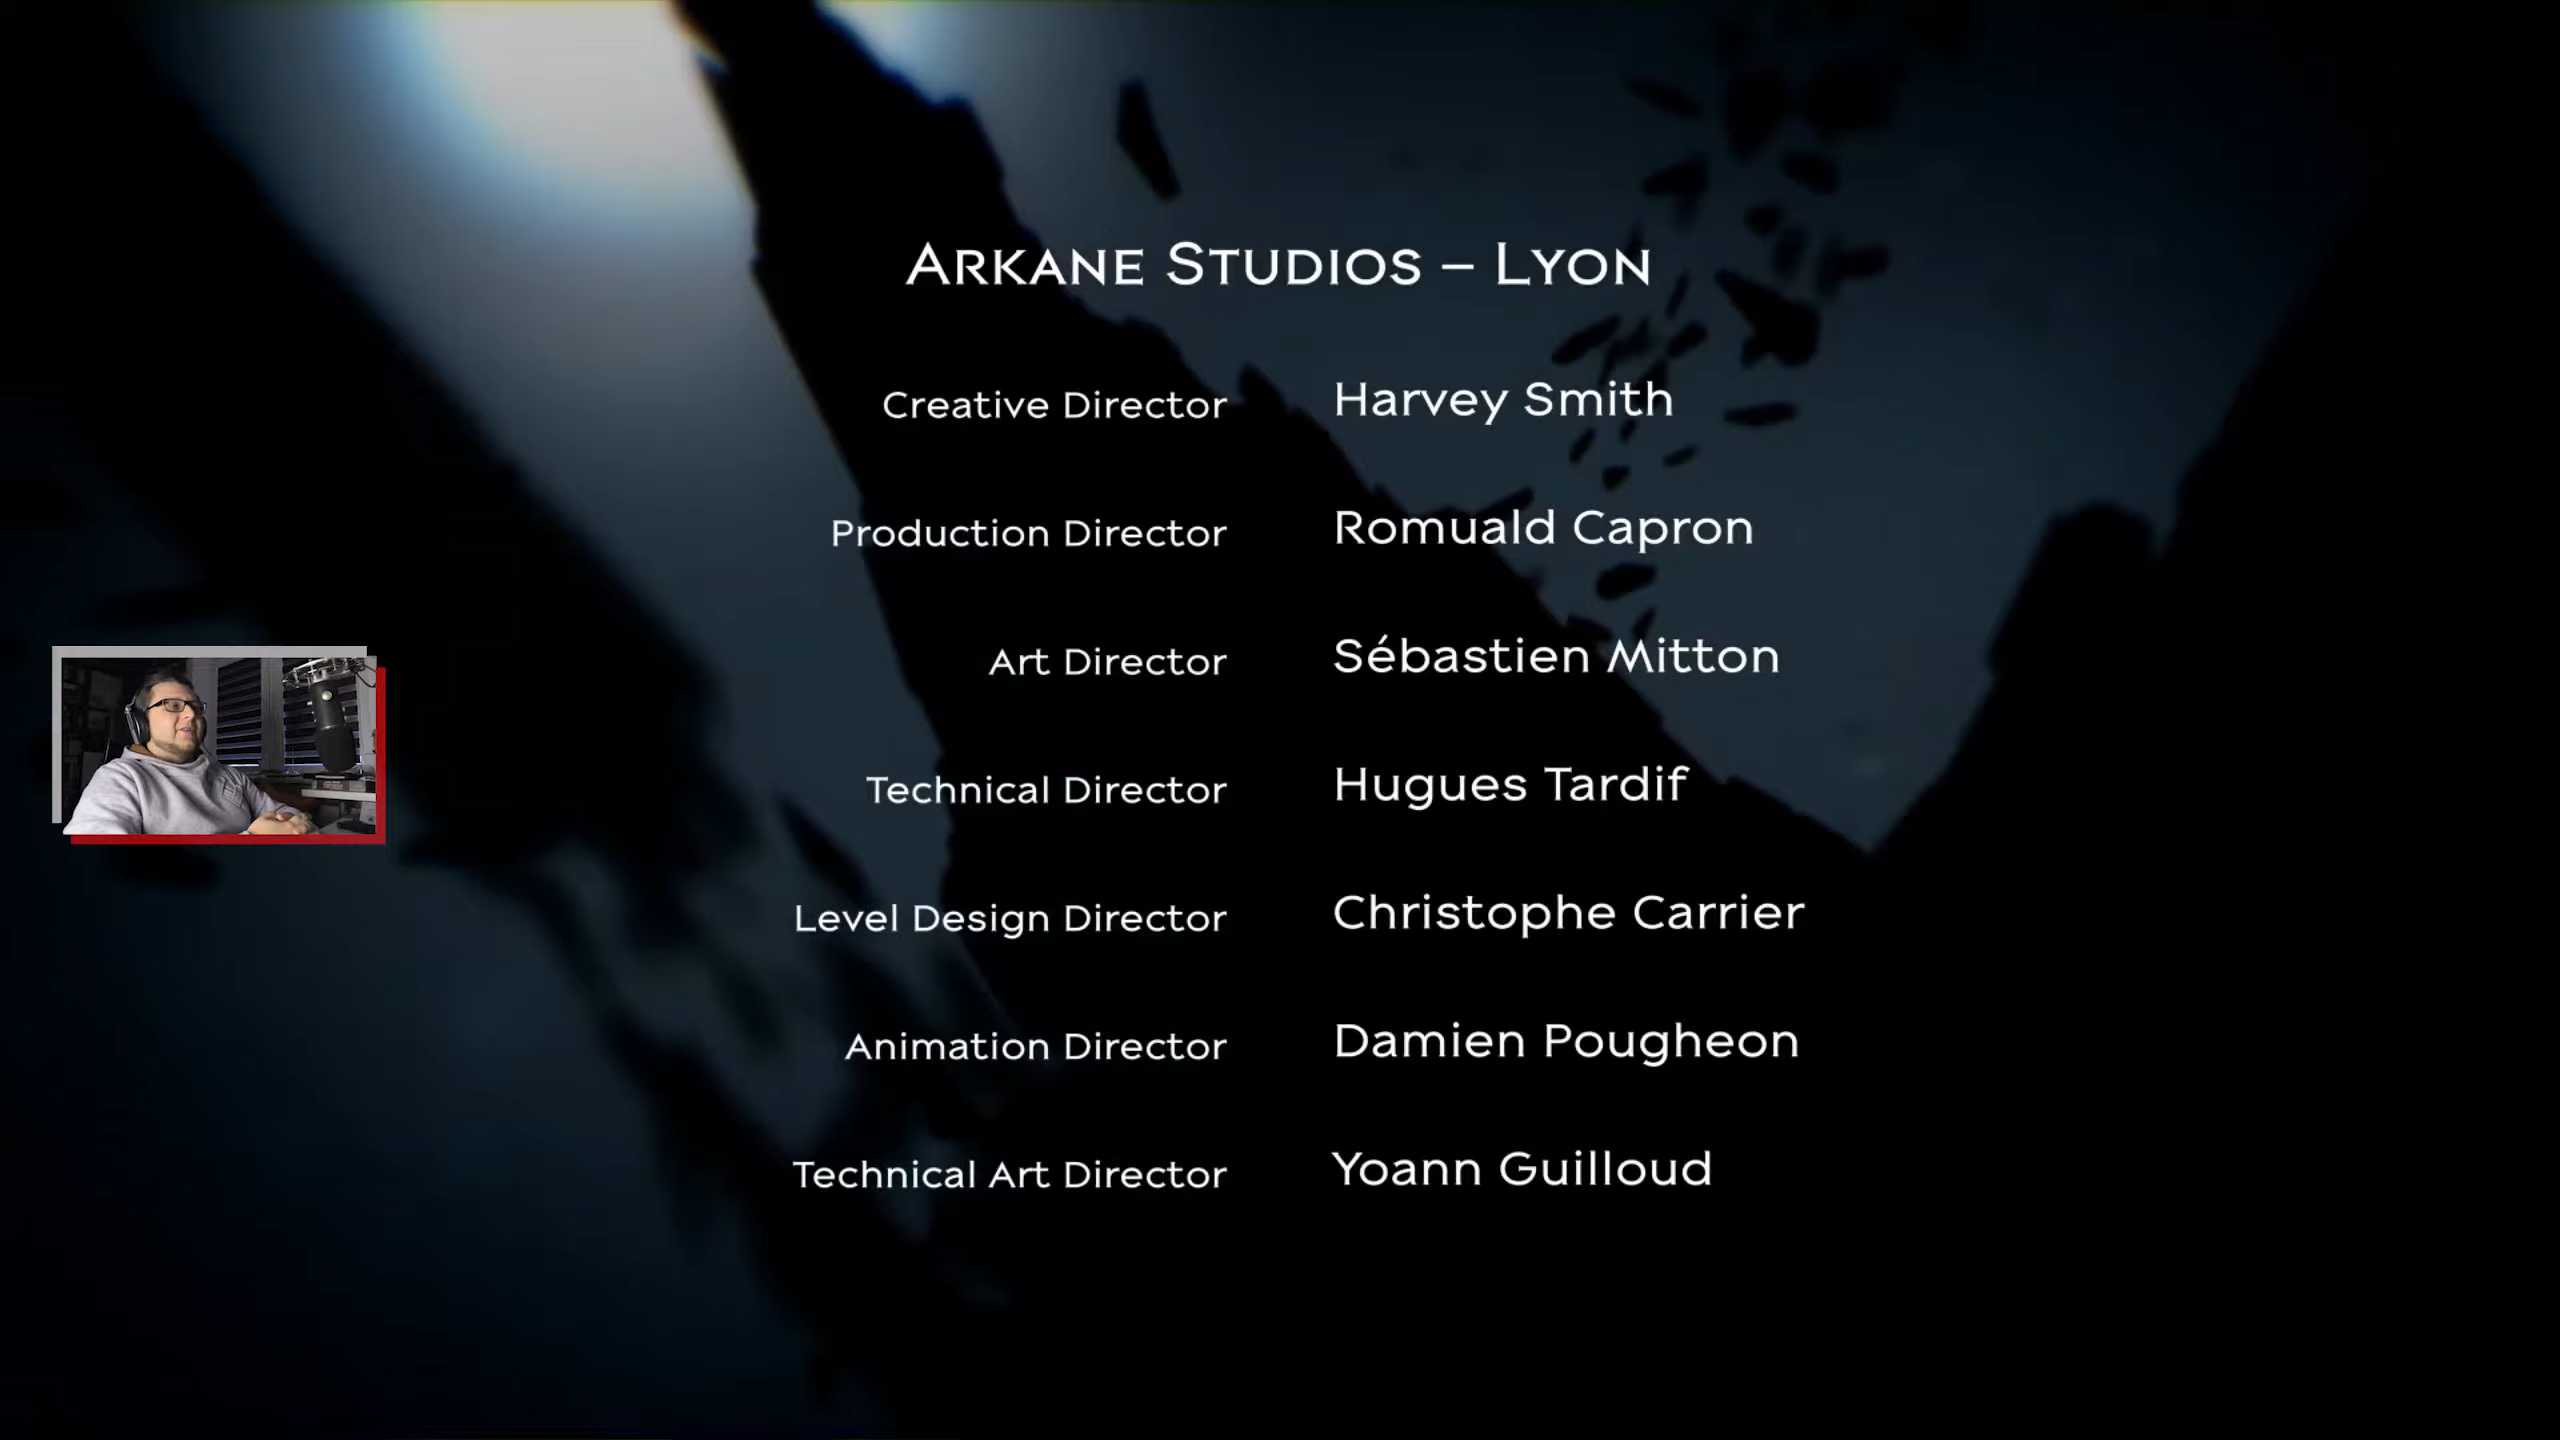 Arkane Studios – Lyon
Creative Director Harvey Smith
Production Director Romuald Capron
Art Director Sébastien Mitton
Technical Director Hugues Tardif
Level Design Director Christophe Carrier
Animation Director Damien Pougheon
Technical Art Director Yoann Guilloud